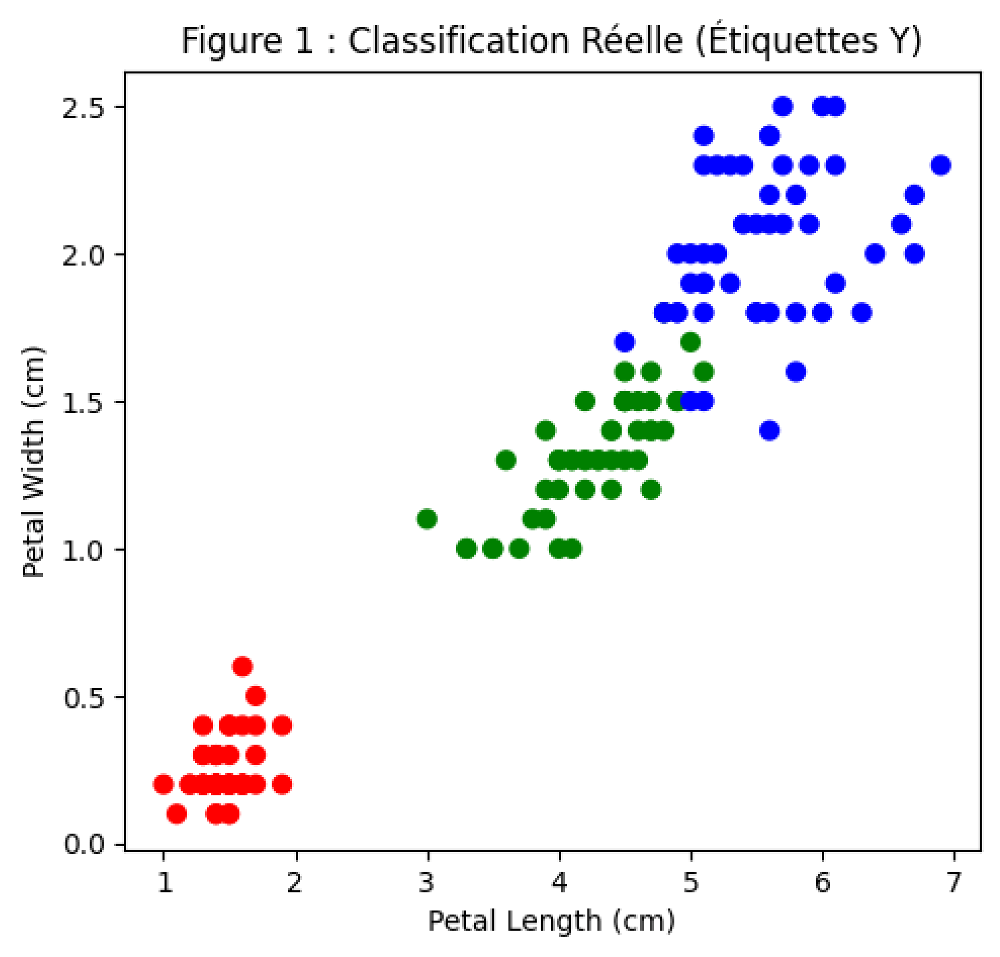 Figure 1 : Classification Réelle (Étiquettes Y)
2.5
2.0
1.5
1.0
0.5
0.0
Petal Width (cm)
1 2 3 4 5 6 7
Petal Length (cm)